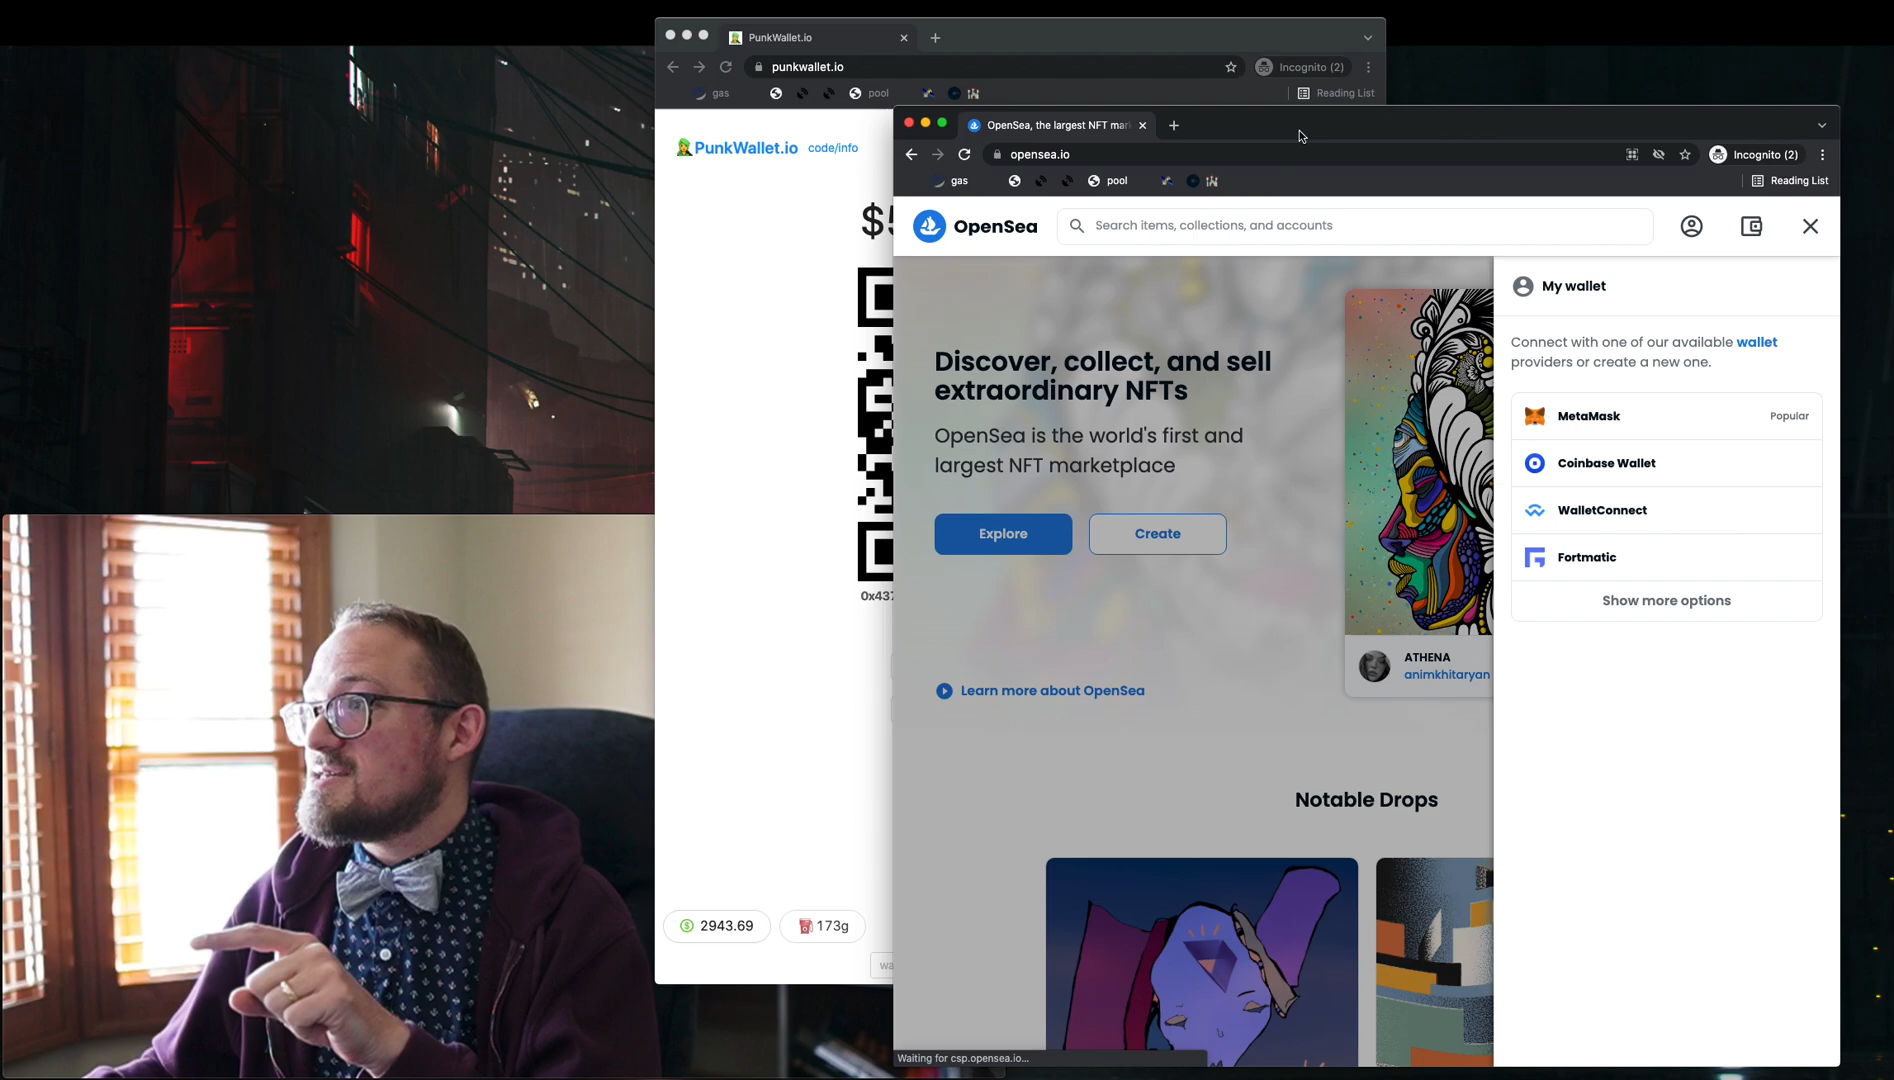 PunkWallet.io
punkwallet.io
Incognito (2)
gas
pool
Reading List
PunkWallet.io code/info
$
0x437
2943.69
173g
OpenSea, the largest NFT mar
opensea.io
Incognito (2)
gas
pool
Reading List
OpenSea
Search items, collections, and accounts
Discover, collect, and sell
extraordinary NFTs
OpenSea is the world's first and
largest NFT marketplace
Explore
Create
Learn more about OpenSea
ATHENA
animkhitaryan
Notable Drops
My wallet
Connect with one of our available wallet
providers or create a new one.
MetaMask
Popular
Coinbase Wallet
WalletConnect
Fortmatic
Show more options
Waiting for csp.opensea.io...